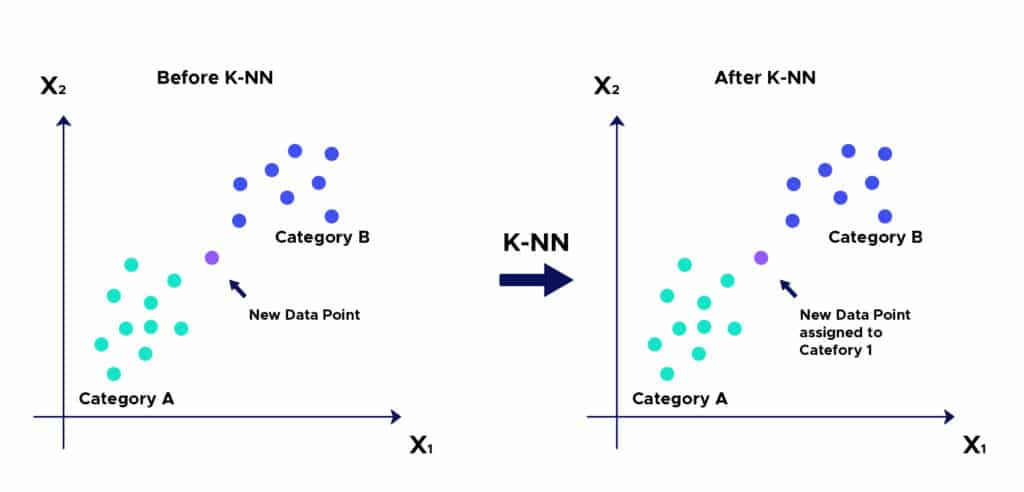 Before K-NN
X2
Category B
New Data Point
Category A
X1
K-NN
After K-NN
X2
Category B
New Data Point
assigned to
Catefory 1
Category A
X1